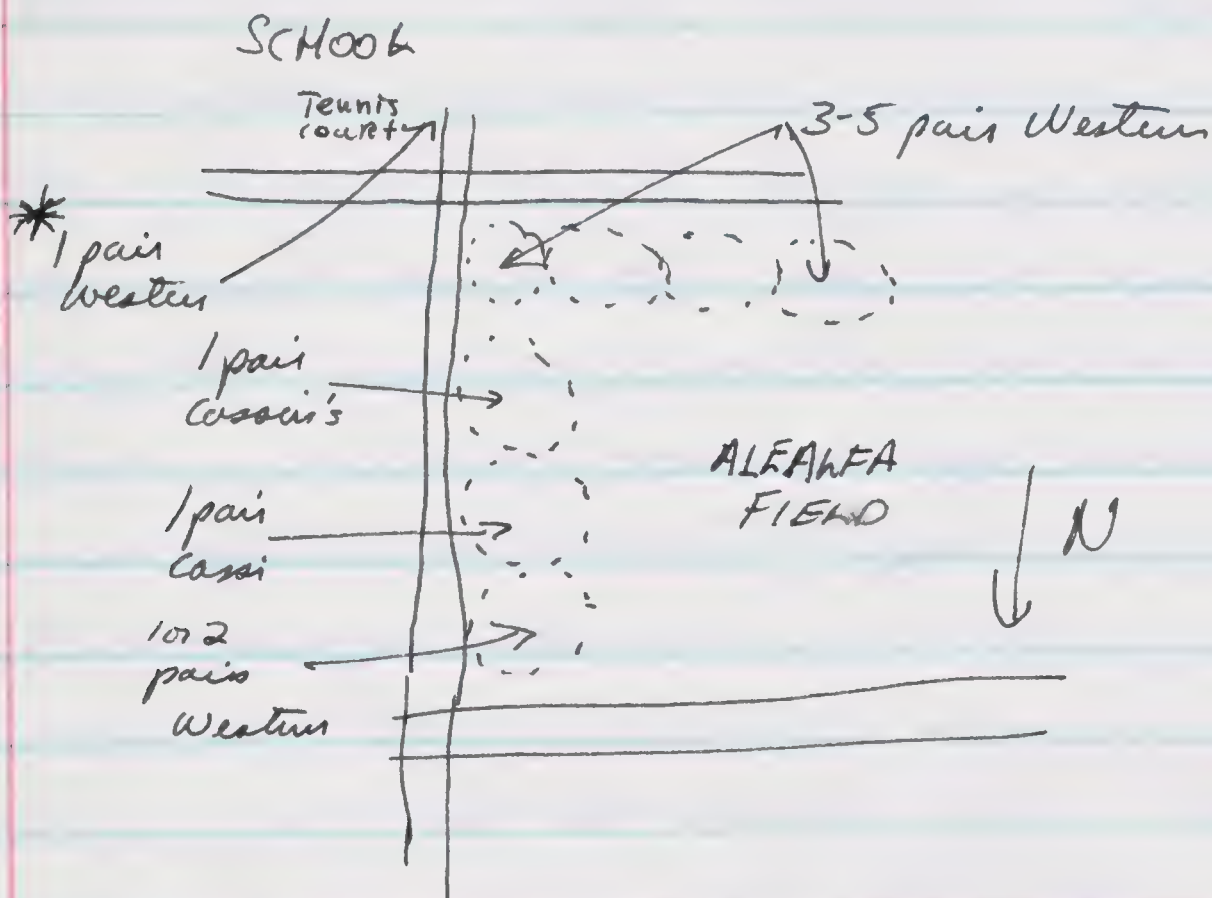 SCHOOL
Tennis
court
3-5 pair Western
* 1 pair
Western
1 pair
Cassin's
1 pair
Cassi
ALFALFA
FIELD
N
1 or 2
pairs
Western